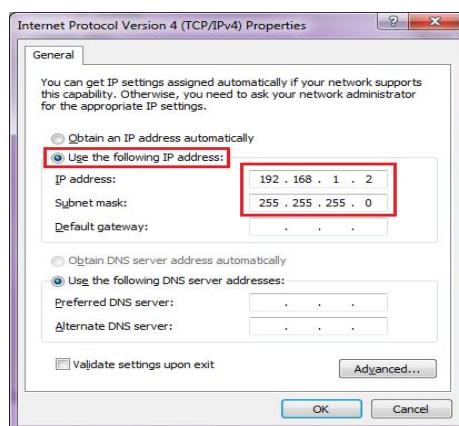 Internet Protocol Version 4 (TCP/IPv4) Properties
General
You can get IP settings assigned automatically if your network supports
this capability. Otherwise, you need to ask your network administrator
for the appropriate IP settings.
Obtain an IP address automatically
Use the following IP address:
IP address: 192 . 168 . 1 . 2
Subnet mask: 255 . 255 . 255 . 0
Default gateway: . . .
Obtain DNS server address automatically
Use the following DNS server addresses:
Preferred DNS server: . . .
Alternate DNS server: . . .
Validate settings upon exit
Advanced...
OK Cancel